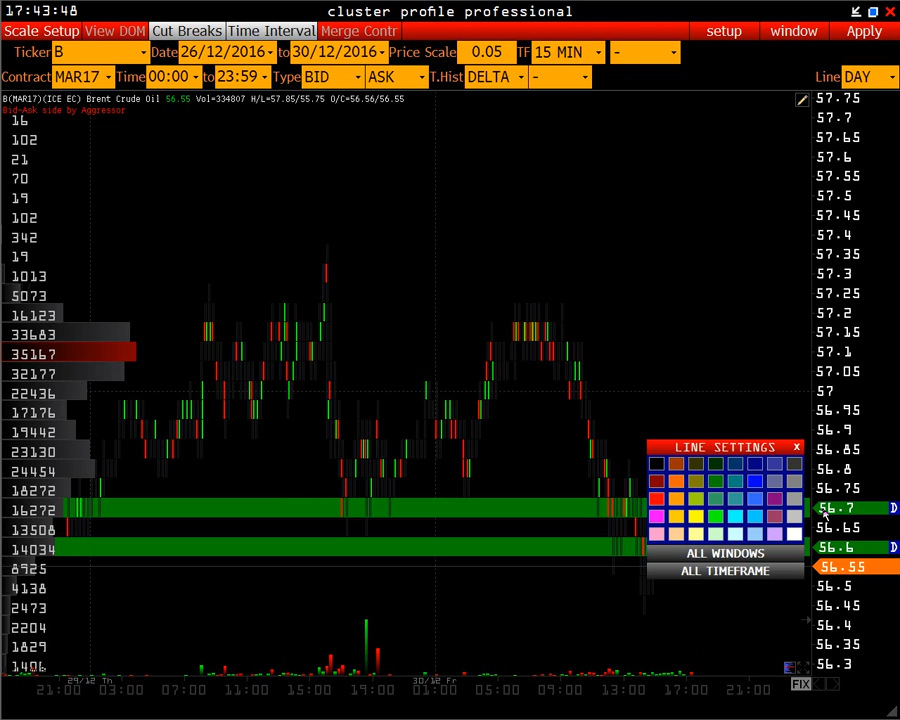 17:43:48 cluster profile professional
Scale Setup View DOM Cut Breaks Time Interval Merge Contr setup window Apply
Ticker B Date 26/12/2016 to 30/12/2016 Price Scale 0.05 TF 15 MIN -
Contract MAR17 Time 00:00 to 23:59 Type BID ASK T.Hist DELTA - Line DAY
B(MAR17)(ICE EC) Brent Crude Oil 56.55 Vol=334807 H/L=57.85/55.75 O/C=56.56/56.55
Bid-Ask side by Aggressor
57.75
16 57.7
102 57.65
21 57.6
70 57.55
19 57.5
102 57.45
342 57.4
19 57.35
1013 57.3
5073 57.25
16123 57.2
33683 57.15
35167 57.1
32177 57.05
22436 57
17176 56.95
19442 56.9
23130 56.85
24454 56.8
18272 56.75
16272 56.7 D
13508 56.65
14034 56.6 D
8925 56.55
4138 56.5
2473 56.45
2204 56.4
1829 56.35
1406 56.3
LINE SETTINGS x
ALL WINDOWS
ALL TIMEFRAME
29/12 Th 30/12 Fr
21:00 03:00 07:00 11:00 15:00 19:00 01:00 05:00 09:00 13:00 17:00 21:00 FIX